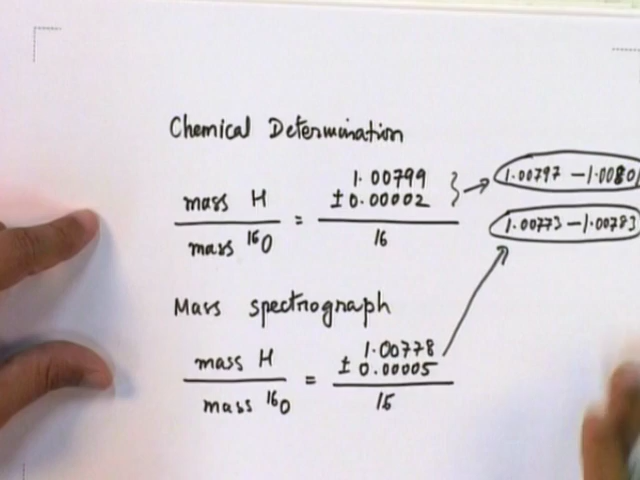 Chemical Determination
1.00799
± 0.00002 } → 1.00797 – 1.00801
mass H / mass ¹⁶O = / 16
1.00773 – 1.00783
Mass spectrograph
1.00778
± 0.00005
mass H / mass ¹⁶O = / 16